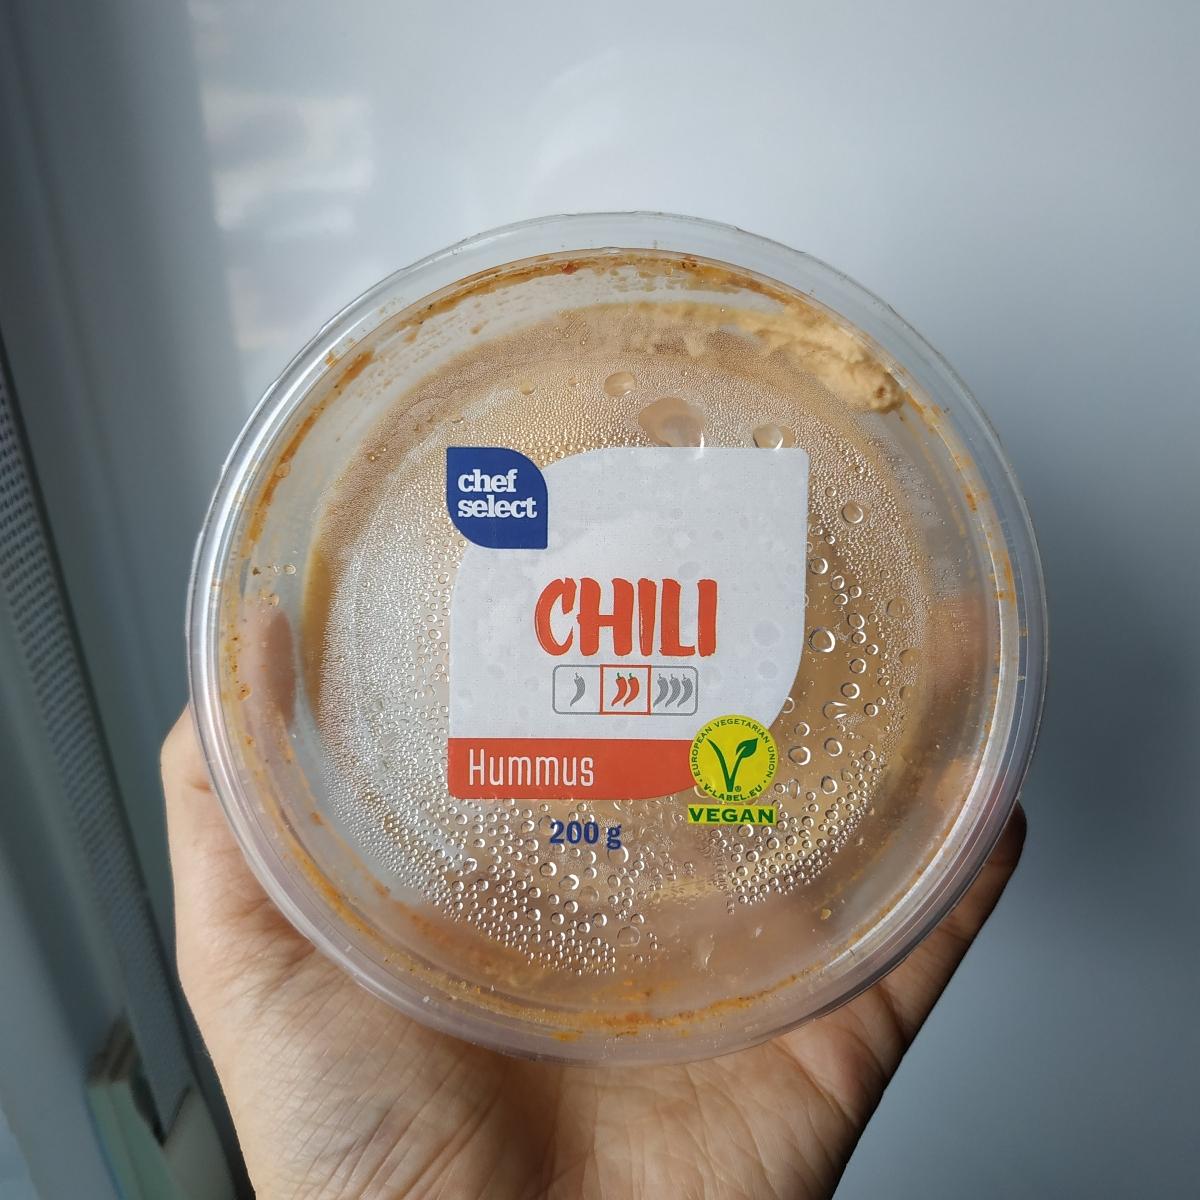 chef
select
CHILI
Hummus
EUROPEAN VEGETARIAN UNION
V-LABEL.EU
VEGAN
200 g